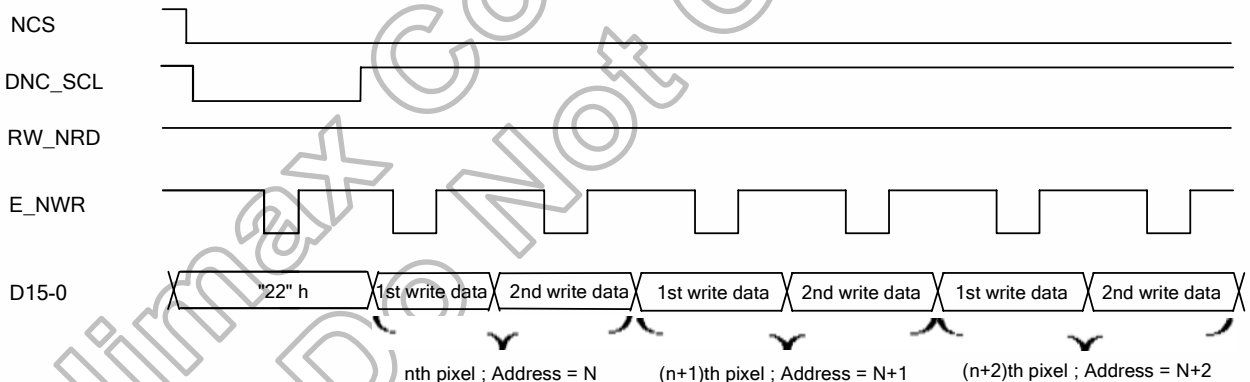 NCS
DNC_SCL
RW_NRD
E_NWR
D15-0 "22" h 1st write data 2nd write data 1st write data 2nd write data 1st write data 2nd write data
nth pixel ; Address = N (n+1)th pixel ; Address = N+1 (n+2)th pixel ; Address = N+2
Do Not